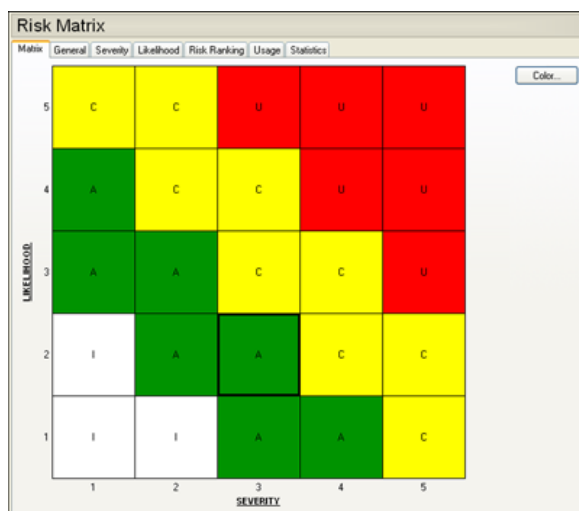 Risk Matrix
Matrix General Severity Likelihood Risk Ranking Usage Statistics
Color...
5 C C U U U
4 A C C U U
LIKELIHOOD
3 A A C C U
2 I A A C C
1 I I A A C
1 2 3 4 5
SEVERITY